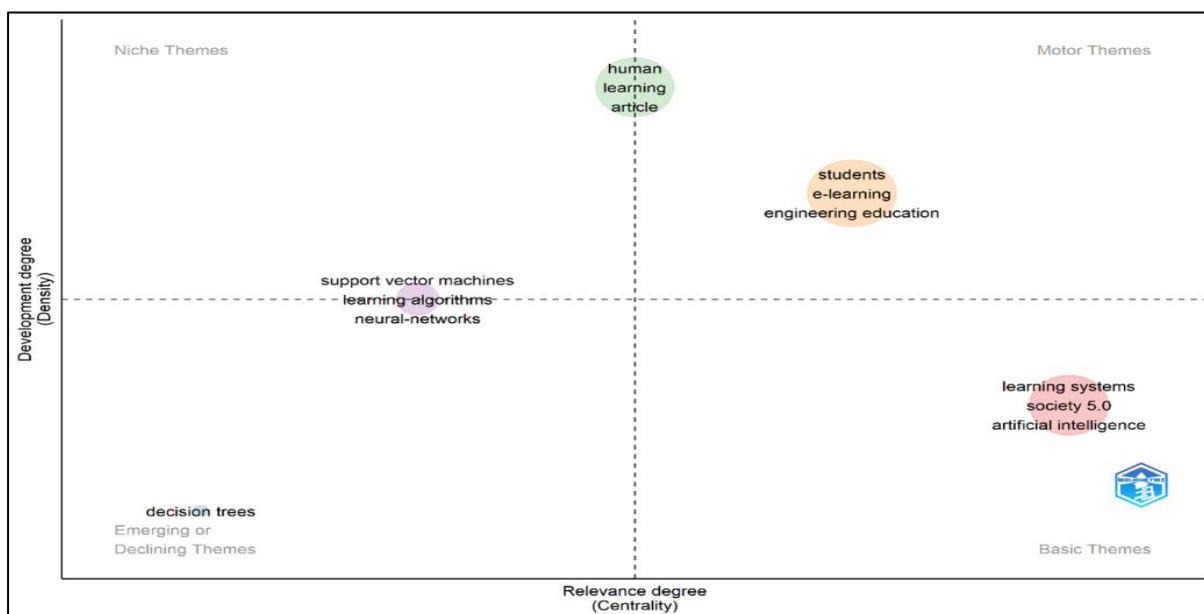 Niche Themes
Motor Themes
human
learning
article
students
e-learning
engineering education
support vector machines
learning algorithms
neural-networks
learning systems
society 5.0
artificial intelligence
decision trees
Emerging or
Declining Themes
Basic Themes
Development degree
(Density)
Relevance degree
(Centrality)